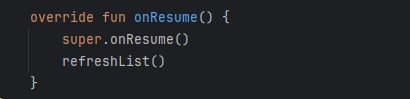 override fun onResume() {
    super.onResume()
    refreshList()
}